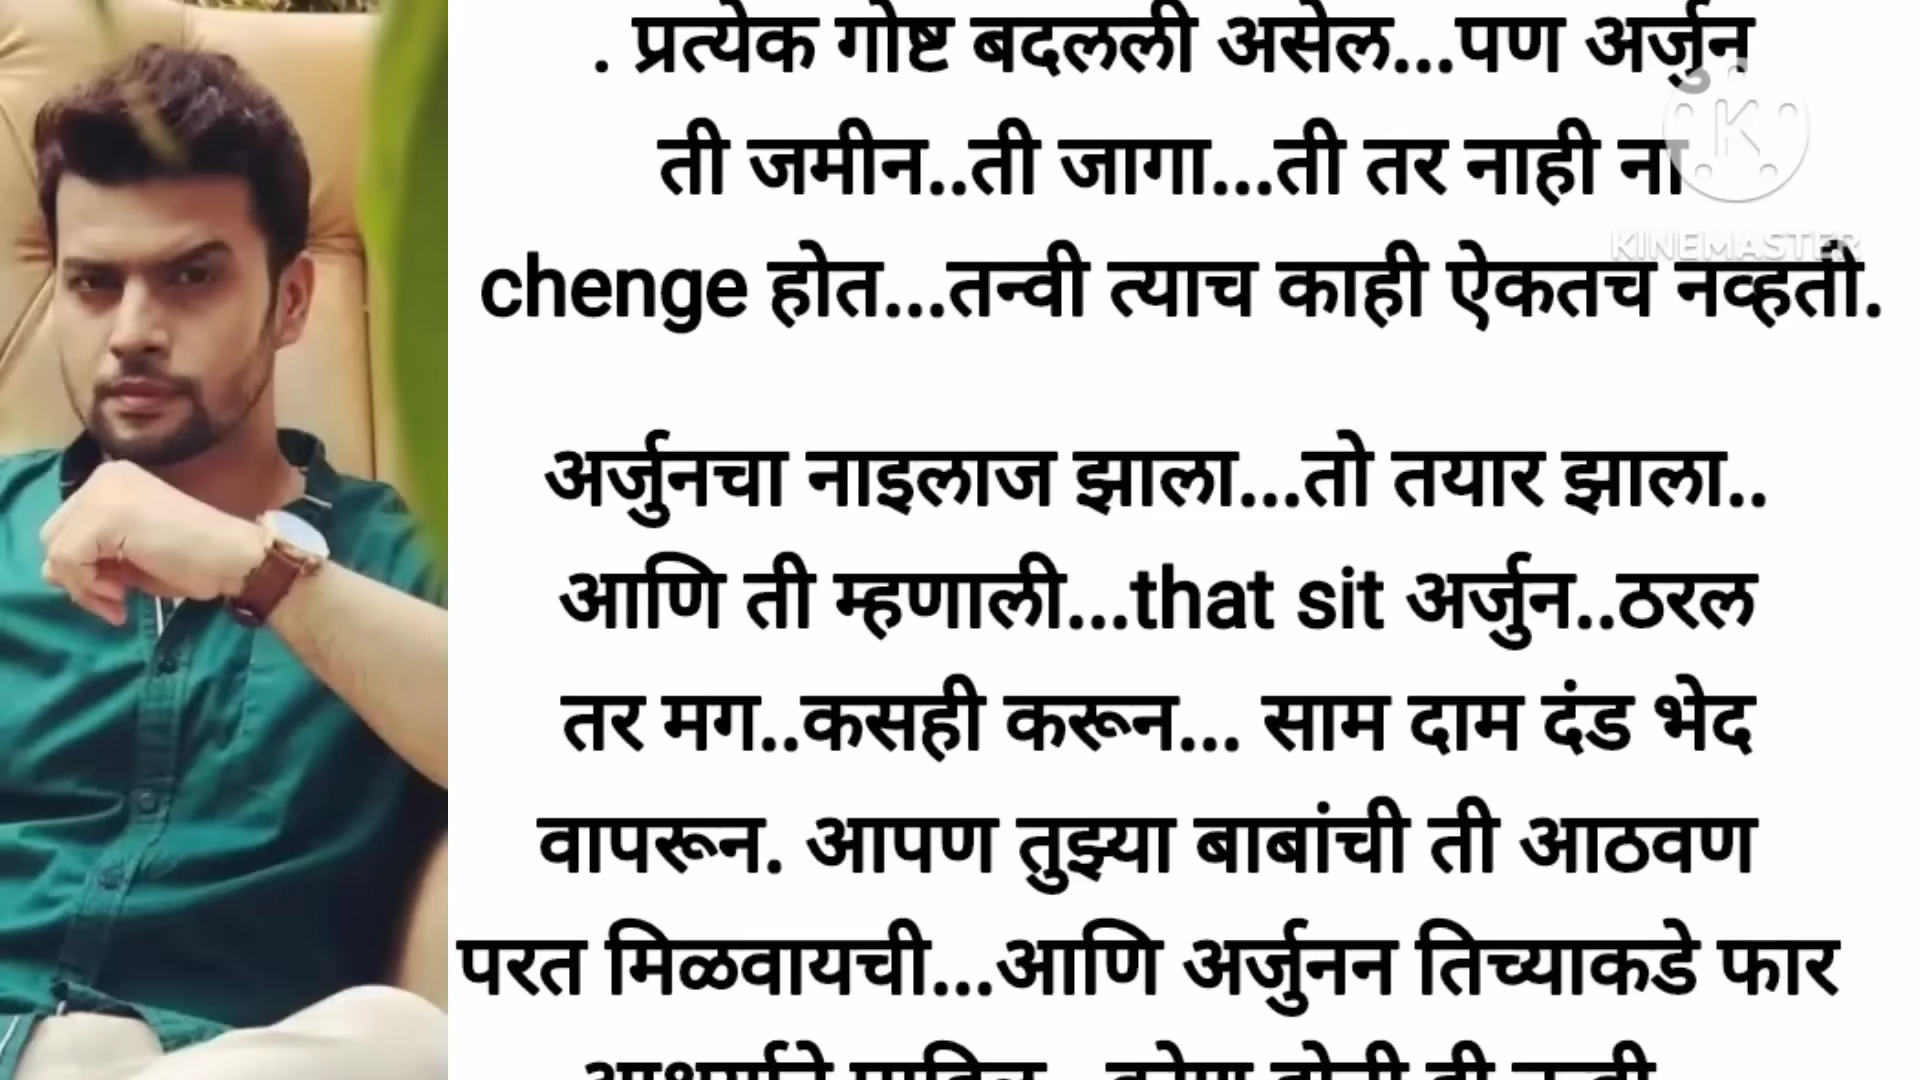 . प्रत्येक गोष्ट बदलली असेल...पण अर्जुन
ती जमीन..ती जागा...ती तर नाही ना
K
KINEMASTER
chenge होत...तन्वी त्याच काही ऐकतच नव्हती.
अर्जुनचा नाइलाज झाला...तो तयार झाला..
आणि ती म्हणाली...that sit अर्जुन..ठरल
तर मग..कसही करून... साम दाम दंड भेद
वापरून. आपण तुझ्या बाबांची ती आठवण
परत मिळवायची...आणि अर्जुनन तिच्याकडे फार